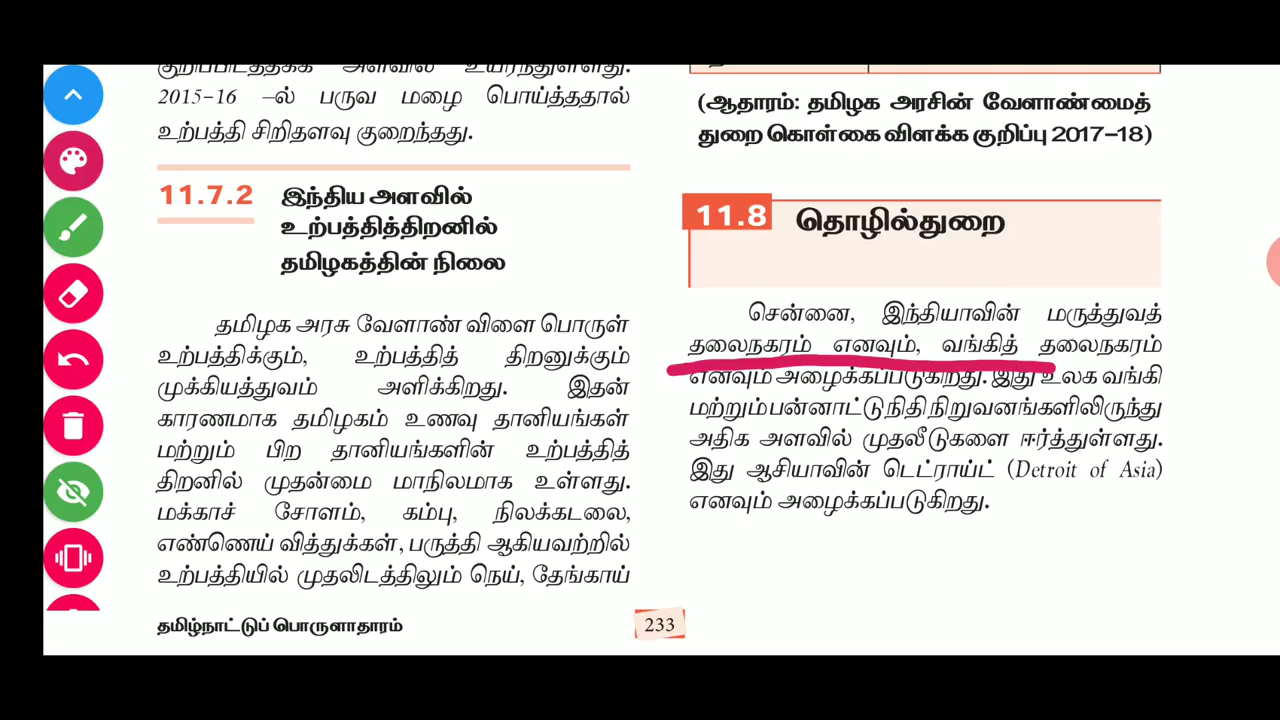 குறிப்பிடத்தக்க அளவில் உயர்ந்துள்ளது.
2015-16 –ல் பருவ மழை பொய்த்ததால்
உற்பத்தி சிறிதளவு குறைந்தது.
11.7.2 இந்திய அளவில்
உற்பத்தித்திறனில்
தமிழகத்தின் நிலை
தமிழக அரசு வேளாண் விளை பொருள்
உற்பத்திக்கும், உற்பத்தித் திறனுக்கும்
முக்கியத்துவம் அளிக்கிறது. இதன்
காரணமாக தமிழகம் உணவு தானியங்கள்
மற்றும் பிற தானியங்களின் உற்பத்தித்
திறனில் முதன்மை மாநிலமாக உள்ளது.
மக்காச் சோளம், கம்பு, நிலக்கடலை,
எண்ணெய் வித்துக்கள், பருத்தி ஆகியவற்றில்
உற்பத்தியில் முதலிடத்திலும் நெய், தேங்காய்
(ஆதாரம்: தமிழக அரசின் வேளாண்மைத்
துறை கொள்கை விளக்க குறிப்பு 2017–18)
11.8 தொழில்துறை
சென்னை, இந்தியாவின் மருத்துவத்
தலைநகரம் எனவும், வங்கித் தலைநகரம்
எனவும் அழைக்கப்படுகிறது. இது உலக வங்கி
மற்றும் பன்னாட்டு நிதி நிறுவனங்களிலிருந்து
அதிக அளவில் முதலீடுகளை ஈர்த்துள்ளது.
இது ஆசியாவின் டெட்ராய்ட் (Detroit of Asia)
எனவும் அழைக்கப்படுகிறது.
தமிழ்நாட்டுப் பொருளாதாரம்
233